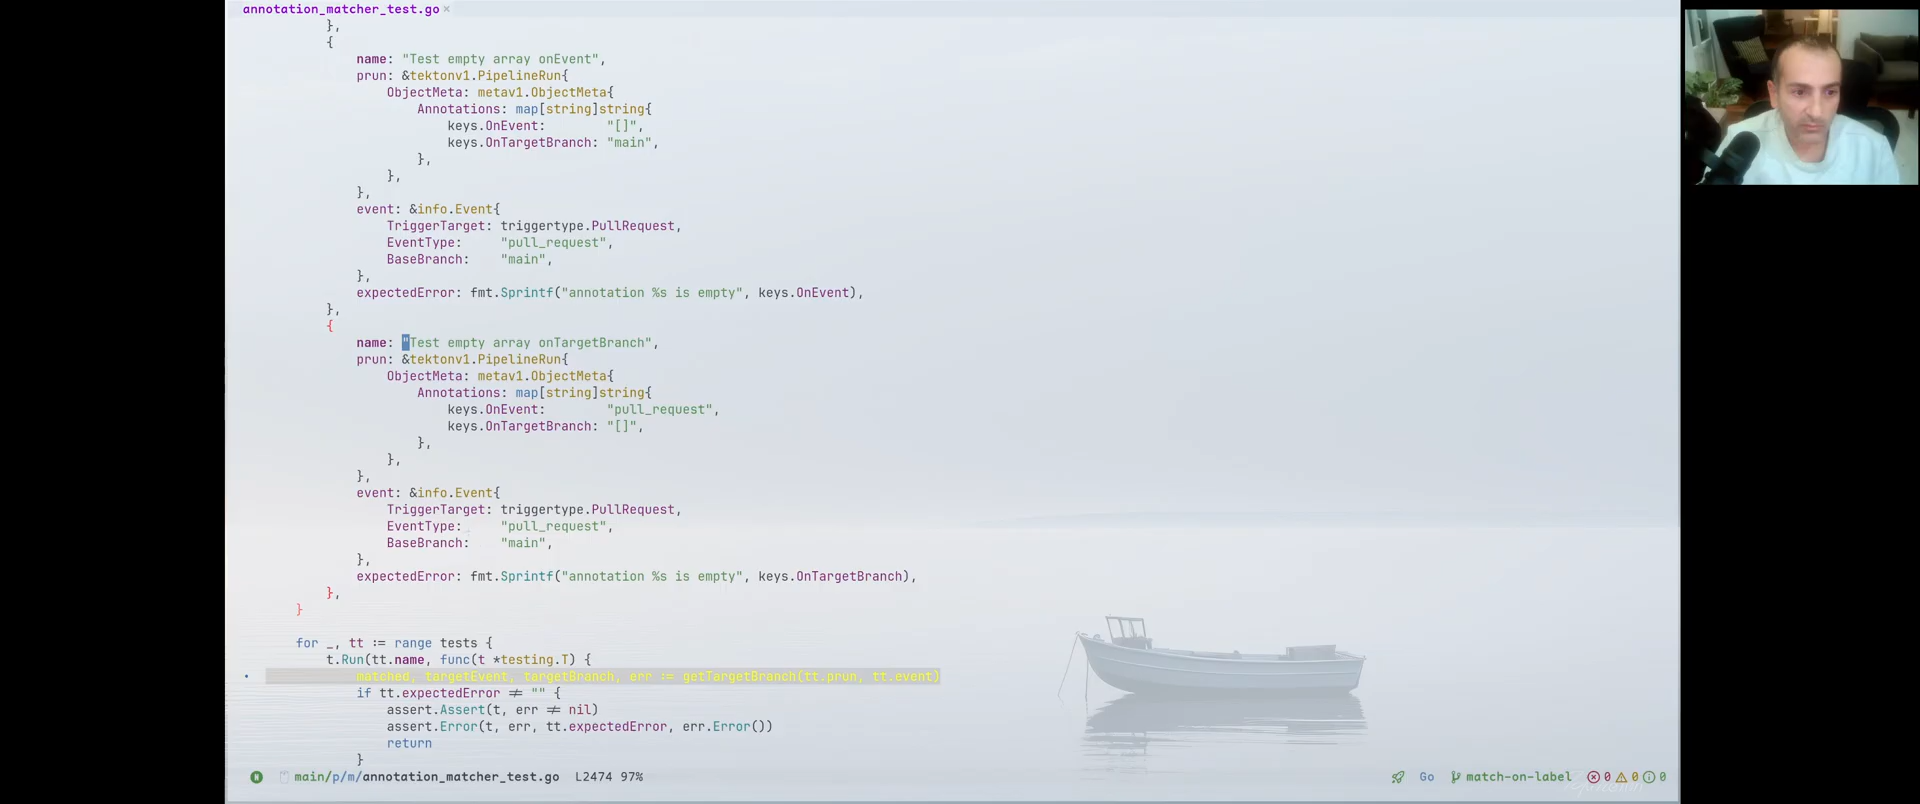 annotation_matcher_test.go ×
},
{
name: "Test empty array onEvent",
prun: &tektonv1.PipelineRun{
ObjectMeta: metav1.ObjectMeta{
Annotations: map[string]string{
keys.OnEvent: "[]",
keys.OnTargetBranch: "main",
},
},
},
event: &info.Event{
TriggerTarget: triggertype.PullRequest,
EventType: "pull_request",
BaseBranch: "main",
},
expectedError: fmt.Sprintf("annotation %s is empty", keys.OnEvent),
},
{
name: "Test empty array onTargetBranch",
prun: &tektonv1.PipelineRun{
ObjectMeta: metav1.ObjectMeta{
Annotations: map[string]string{
keys.OnEvent: "pull_request",
keys.OnTargetBranch: "[]",
},
},
},
event: &info.Event{
TriggerTarget: triggertype.PullRequest,
EventType: "pull_request",
BaseBranch: "main",
},
expectedError: fmt.Sprintf("annotation %s is empty", keys.OnTargetBranch),
},
}
for _, tt := range tests {
t.Run(tt.name, func(t *testing.T) {
matched, targetEvent, targetBranch, err := getTargetBranch(tt.prun, tt.event)
if tt.expectedError ≠ "" {
assert.Assert(t, err ≠ nil)
assert.Error(t, err, tt.expectedError, err.Error())
return
}
N main/p/m/annotation_matcher_test.go L2474 97% Go match-on-label 0 0 0